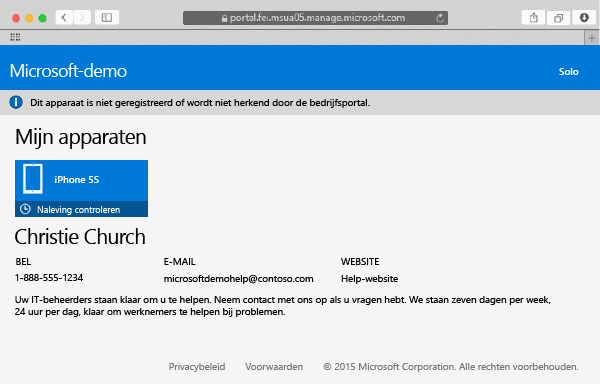 portal.fei.msua05.manage.microsoft.com
Microsoft-demo
Solo
Dit apparaat is niet geregistreerd of wordt niet herkend door de bedrijfsportal.
Mijn apparaten
iPhone 5S
Naleving controleren
Christie Church
BEL E-MAIL WEBSITE
1-888-555-1234 microsoftdemohelp@contoso.com Help-website
Uw IT-beheerders staan klaar om u te helpen. Neem contact met ons op als u vragen hebt. We staan zeven dagen per week,
24 uur per dag, klaar om werknemers te helpen bij problemen.
Privacybeleid Voorwaarden © 2015 Microsoft Corporation. Alle rechten voorbehouden.